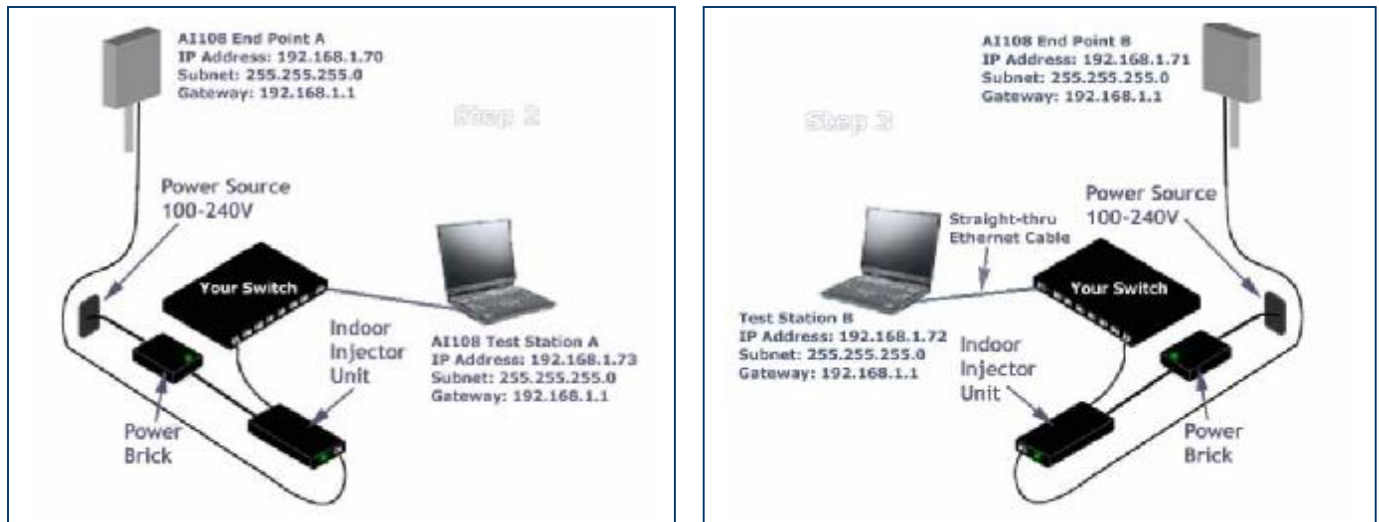 AI108 End Point A
IP Address: 192.168.1.70
Subnet: 255.255.255.0
Gateway: 192.168.1.1
Step 2
Power Source
100-240V
Your Switch
Indoor
Injector
Unit
AI108 Test Station A
IP Address: 192.168.1.73
Subnet: 255.255.255.0
Gateway: 192.168.1.1
Power
Brick
AI108 End Point B
IP Address: 192.168.1.71
Subnet: 255.255.255.0
Gateway: 192.168.1.1
Step 3
Power Source
100-240V
Straight-thru
Ethernet Cable
Your Switch
Test Station B
IP Address: 192.168.1.72
Subnet: 255.255.255.0
Gateway: 192.168.1.1
Indoor
Injector
Unit
Power
Brick